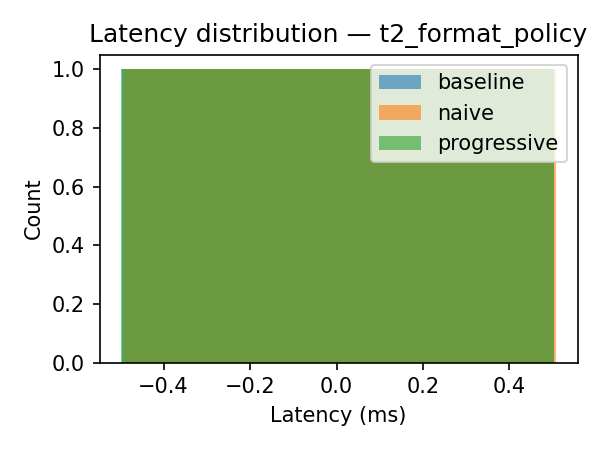 Latency distribution — t2_format_policy
1.0
0.8
0.6
0.4
0.2
0.0
Count
baseline
naive
progressive
−0.4
−0.2
0.0
0.2
0.4
Latency (ms)